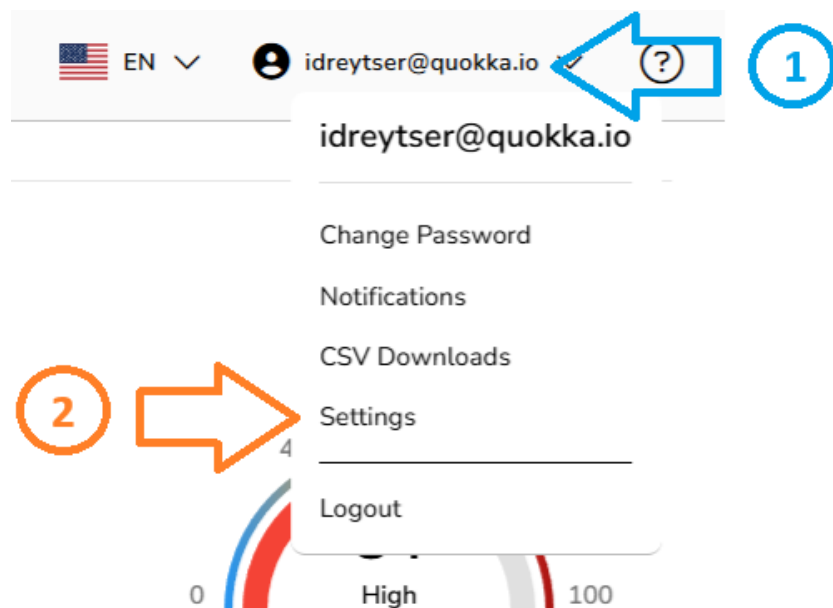 EN
idreytser@quokka.io
?
1
idreytser@quokka.io
Change Password
Notifications
CSV Downloads
2
Settings
4
Logout
0
High
100